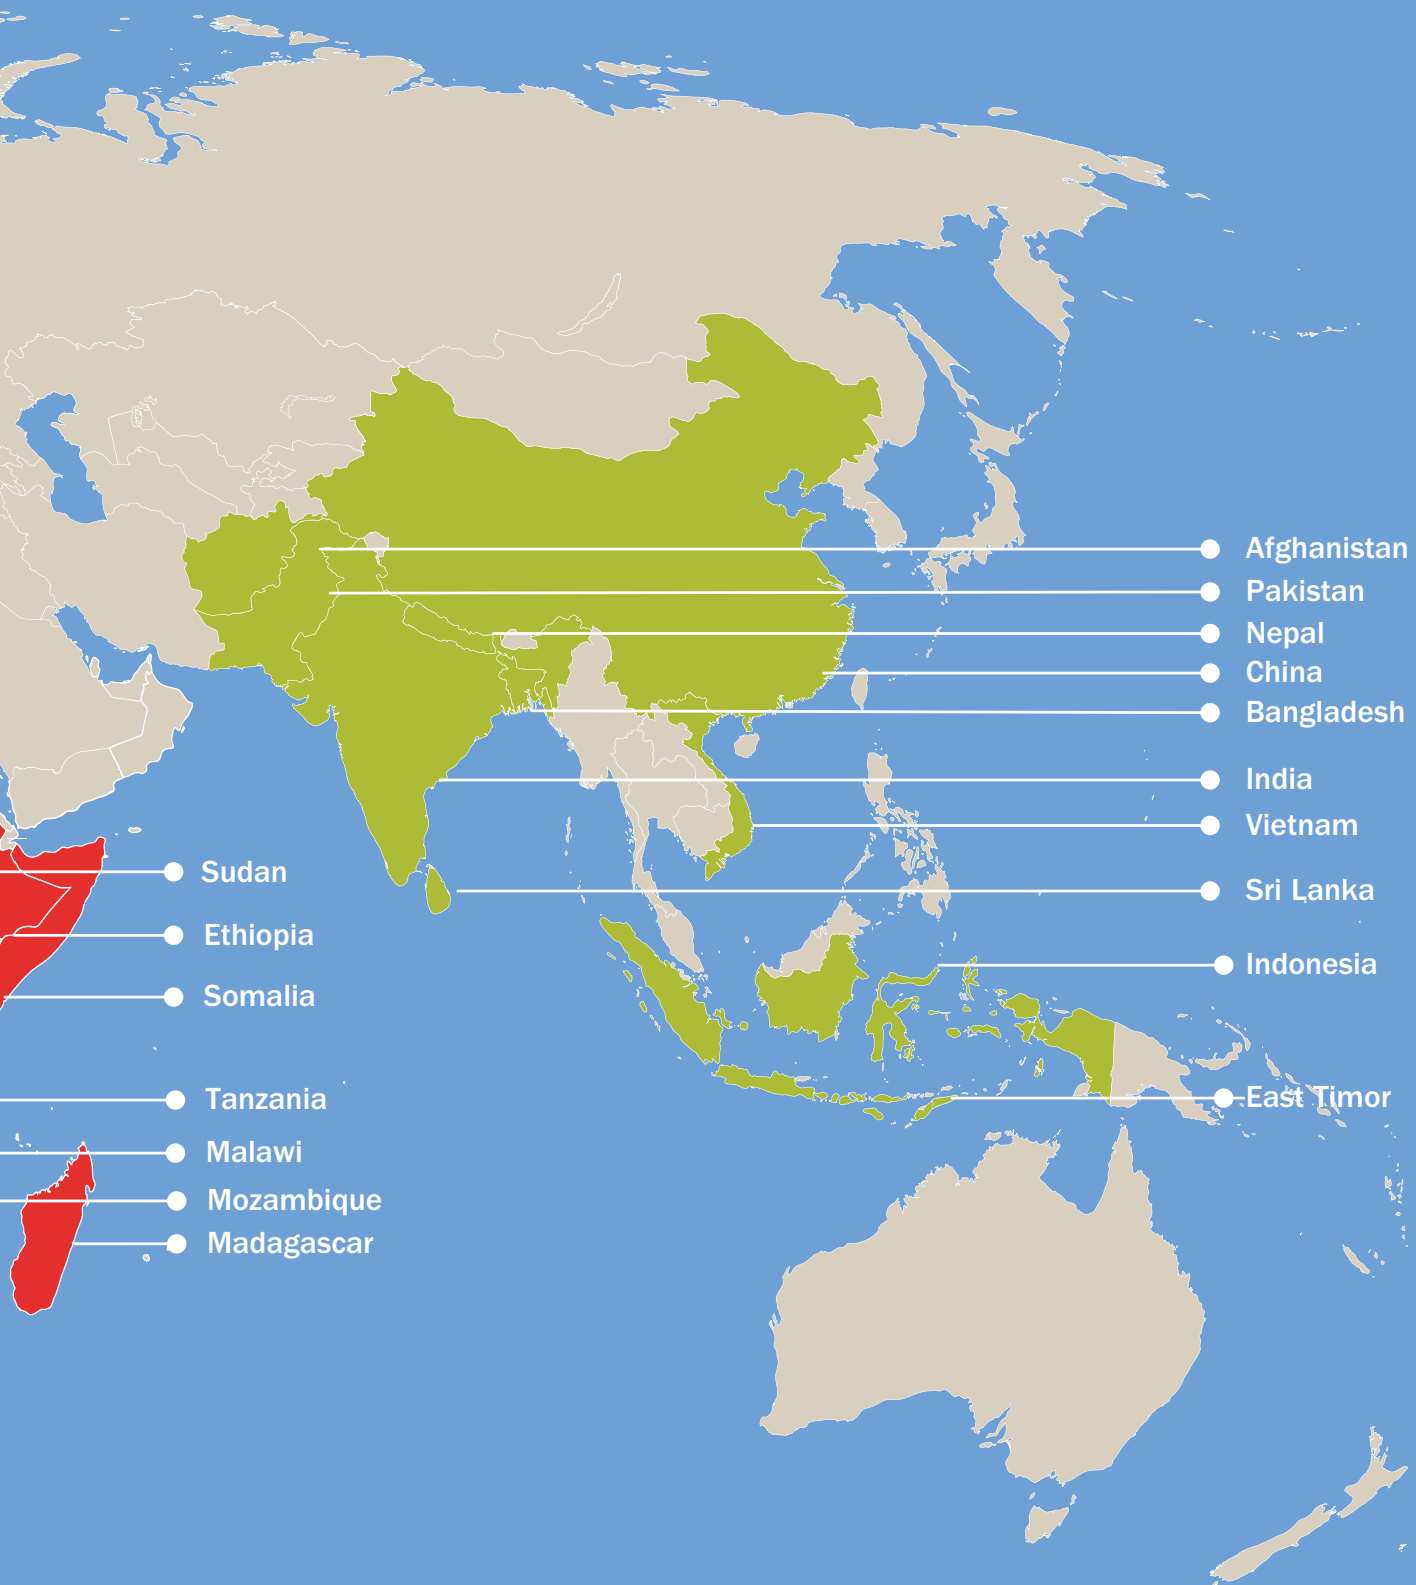 Afghanistan
Pakistan
Nepal
China
Bangladesh
India
Vietnam
Sri Lanka
Indonesia
East Timor
Sudan
Ethiopia
Somalia
Tanzania
Malawi
Mozambique
Madagascar